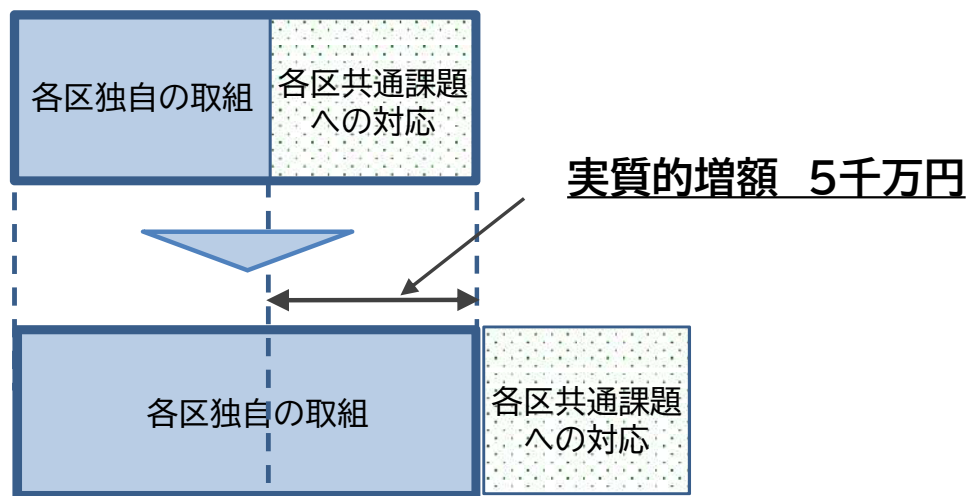 各区独自の取組
各区共通課題
への対応
実質的増額　5千万円
各区独自の取組
各区共通課題
への対応